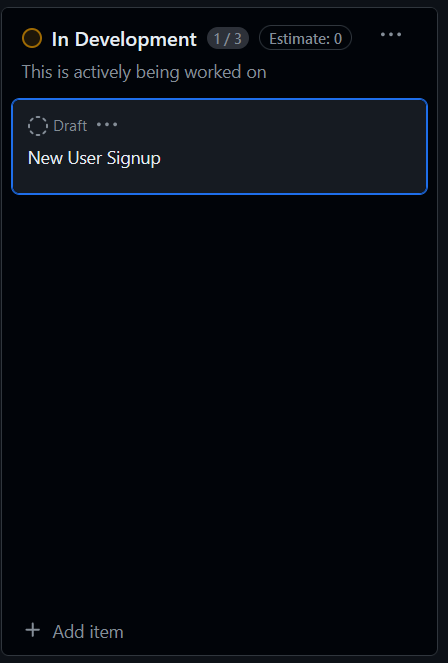 In Development 1 / 3 Estimate: 0
This is actively being worked on
Draft
New User Signup
Add item